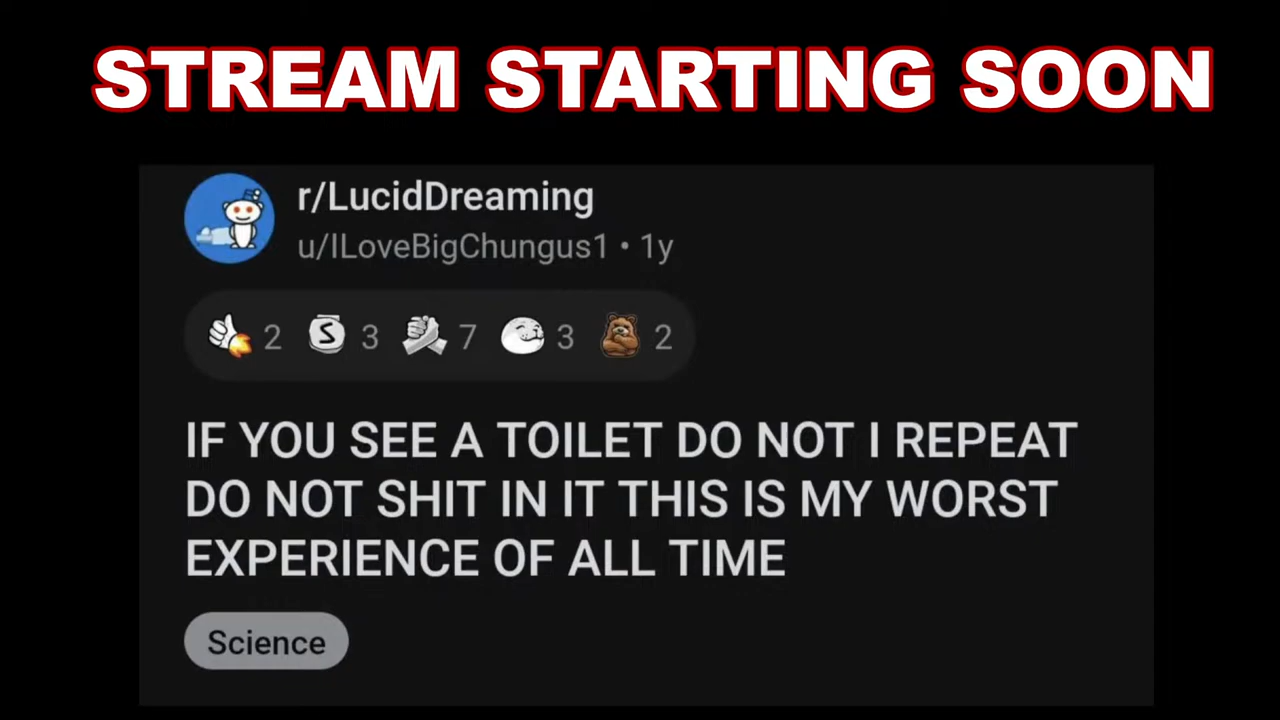 STREAM STARTING SOON
r/LucidDreaming
u/ILoveBigChungus1 • 1y
2 S 3 7 3 2
IF YOU SEE A TOILET DO NOT I REPEAT
DO NOT SHIT IN IT THIS IS MY WORST
EXPERIENCE OF ALL TIME
Science